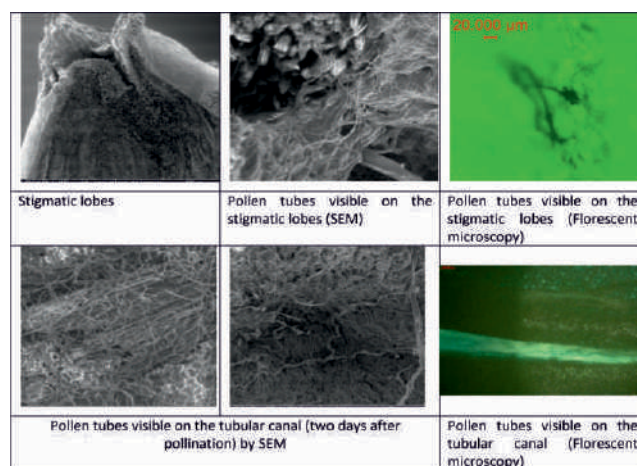 20.000 µm
Stigmatic lobes
Pollen tubes visible on the
stigmatic lobes (SEM)
Pollen tubes visible on the
stigmatic lobes (Florescent
microscopy)
Pollen tubes visible on the tubular canal (two days after
pollination) by SEM
Pollen tubes visible on the
tubular canal (Florescent
microscopy)